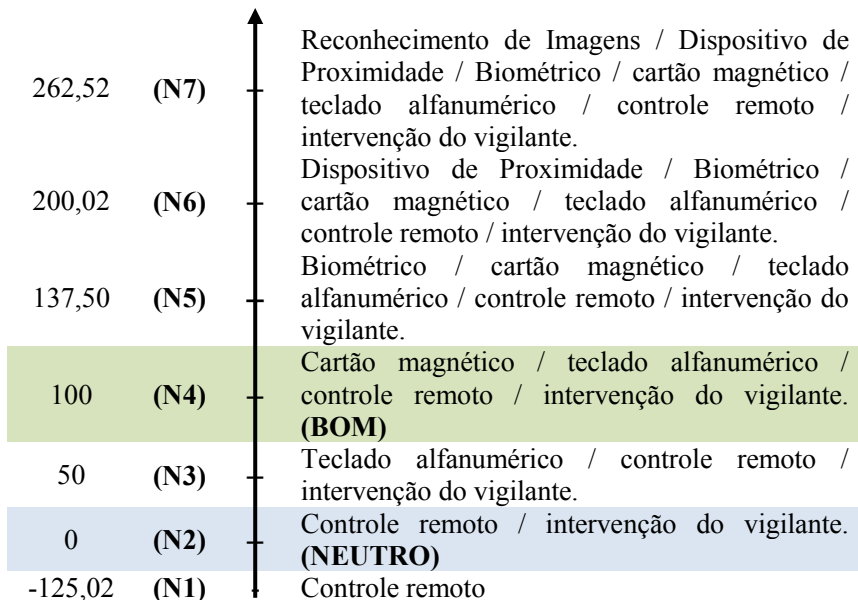 Reconhecimento de Imagens / Dispositivo de
262,52 (N7) Proximidade / Biométrico / cartão magnético /
teclado alfanumérico / controle remoto /
intervenção do vigilante.
Dispositivo de Proximidade / Biométrico /
200,02 (N6) cartão magnético / teclado alfanumérico /
controle remoto / intervenção do vigilante.
Biométrico / cartão magnético / teclado
137,50 (N5) alfanumérico / controle remoto / intervenção do
vigilante.
Cartão magnético / teclado alfanumérico /
100 (N4) controle remoto / intervenção do vigilante.
(BOM)
50 (N3) Teclado alfanumérico / controle remoto /
intervenção do vigilante.
0 (N2) Controle remoto / intervenção do vigilante.
(NEUTRO)
-125,02 (N1) Controle remoto